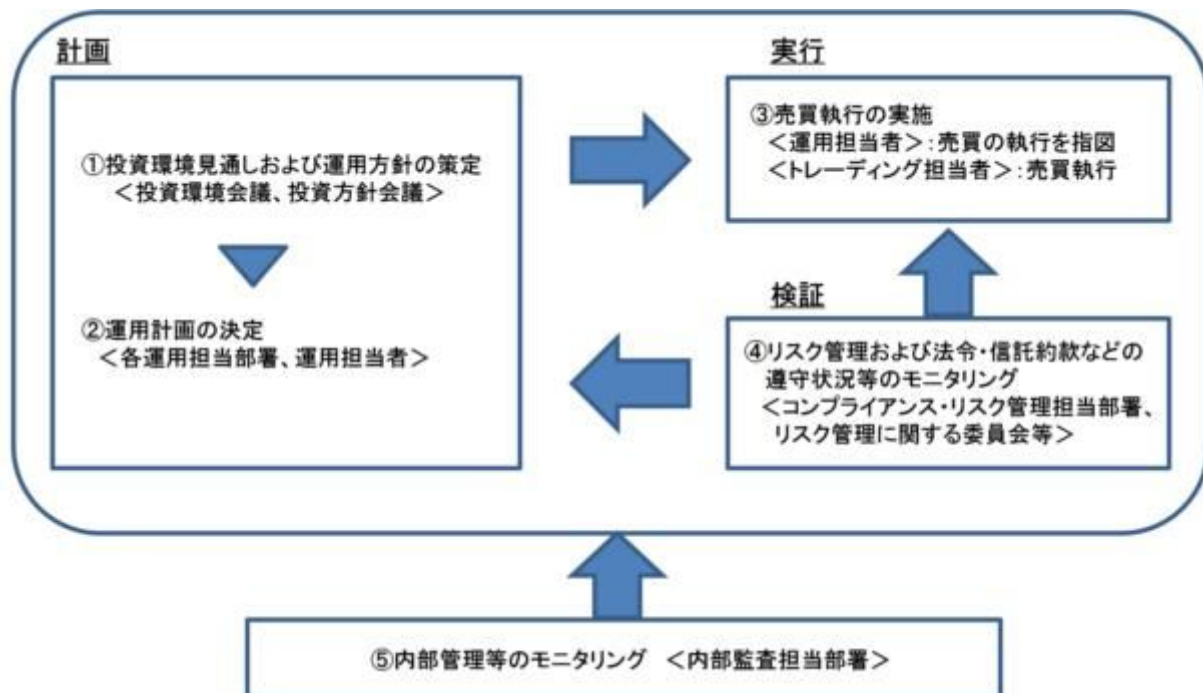 計画
①投資環境見通しおよび運用方針の策定
＜投資環境会議、投資方針会議＞
②運用計画の決定
＜各運用担当部署、運用担当者＞
実行
③売買執行の実施
＜運用担当者＞：売買の執行を指図
＜トレーディング担当者＞：売買執行
検証
④リスク管理および法令・信託約款などの
遵守状況等のモニタリング
＜コンプライアンス・リスク管理担当部署、
リスク管理に関する委員会等＞
⑤内部管理等のモニタリング ＜内部監査担当部署＞